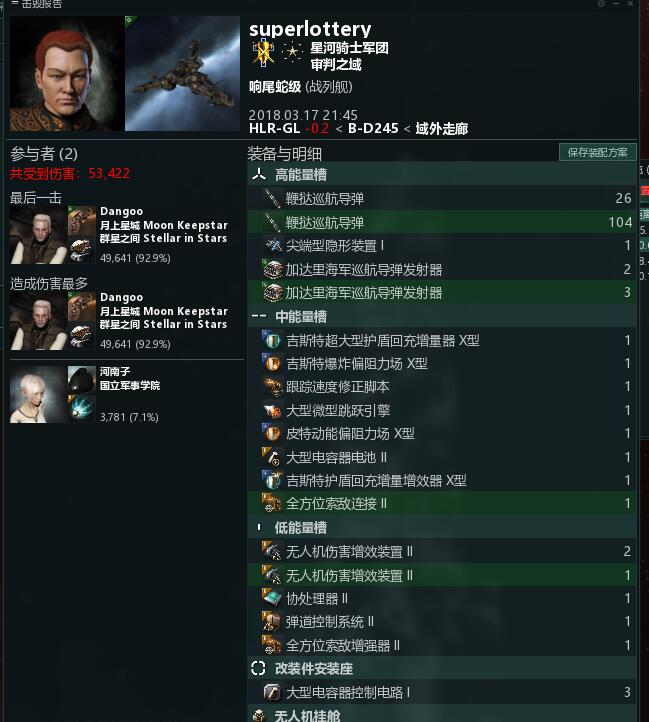 击毁报告
superlottery
星河骑士军团
审判之域
响尾蛇级 (战列舰)
2018.03.17 21:45
HLR-GL -0.2 < B-D245 < 域外走廊
参与者 (2)
共受到伤害: 53,422
最后一击
Dangoo
月上星城 Moon Keepstar
群星之间 Stellar in Stars
49,641 (92.9%)
造成伤害最多
Dangoo
月上星城 Moon Keepstar
群星之间 Stellar in Stars
49,641 (92.9%)
河南子
国立军事学院
3,781 (7.1%)
装备与明细
保存装配方案
高能量槽
鞭挞巡航导弹 26
鞭挞巡航导弹 104
尖端型隐形装置 I 1
加达里海军巡航导弹发射器 2
加达里海军巡航导弹发射器 3
中能量槽
吉斯特超大型护盾回充增量器 X型 1
吉斯特爆炸偏阻力场 X型 1
跟踪速度修正脚本 1
大型微型跳跃引擎 1
皮特动能偏阻力场 X型 1
大型电容器电池 II 1
吉斯特护盾回充增量增效器 X型 1
全方位索敌连接 II 1
低能量槽
无人机伤害增效装置 II 2
无人机伤害增效装置 II 1
协处理器 II 1
弹道控制系统 II 1
全方位索敌增强器 II 1
改装件安装座
大型电容器控制电路 I 3
无人机挂舱